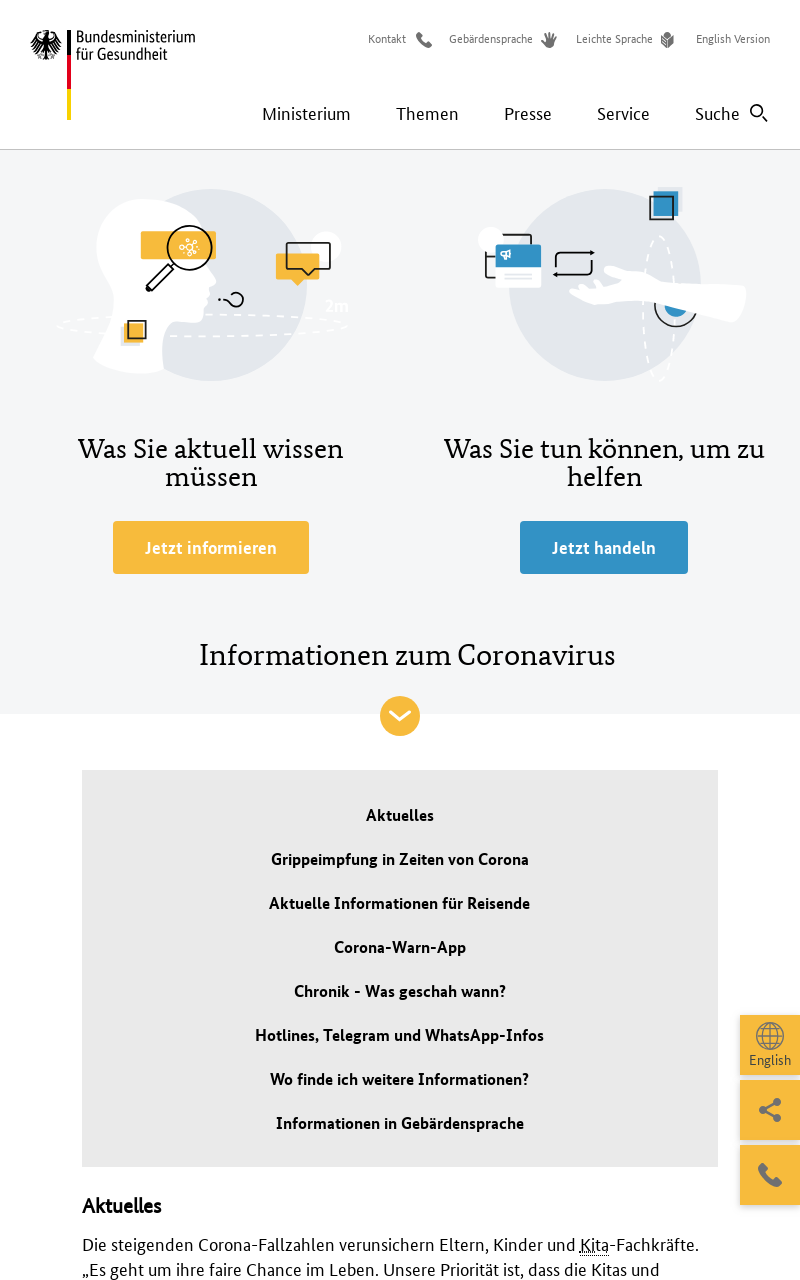 Bundesministerium
für Gesundheit
Kontakt
Gebärdensprache
Leichte Sprache
English Version
Ministerium
Themen
Presse
Service
Suche
2m
Was Sie aktuell wissen
müssen
Jetzt informieren
Was Sie tun können, um zu
helfen
Jetzt handeln
Informationen zum Coronavirus
Aktuelles
Grippeimpfung in Zeiten von Corona
Aktuelle Informationen für Reisende
Corona-Warn-App
Chronik - Was geschah wann?
Hotlines, Telegram und WhatsApp-Infos
Wo finde ich weitere Informationen?
Informationen in Gebärdensprache
English
Aktuelles
Die steigenden Corona-Fallzahlen verunsichern Eltern, Kinder und Kita-Fachkräfte.
„Es geht um ihre faire Chance im Leben. Unsere Priorität ist, dass die Kitas und